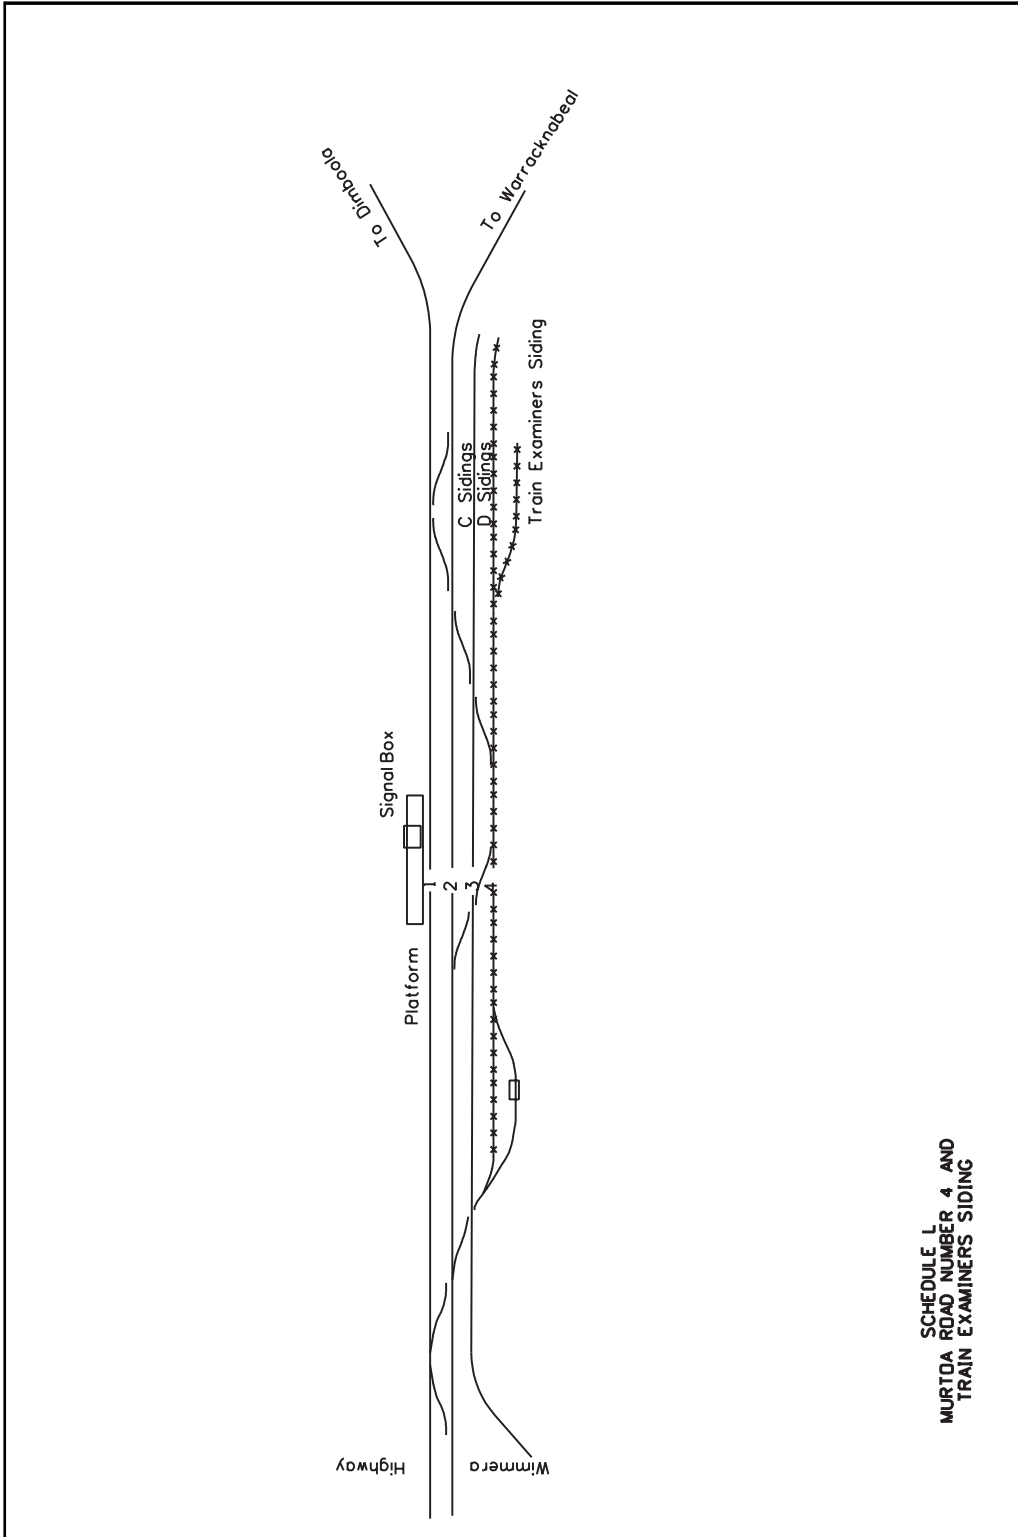 To Dimboola
To Warracknabeal
C Sidings
D Sidings
Train Examiners Siding
Signal Box
1
2
3
4
Platform
Highway
Wimmera
SCHEDULE L
MURTOA ROAD NUMBER 4 AND
TRAIN EXAMINERS SIDING